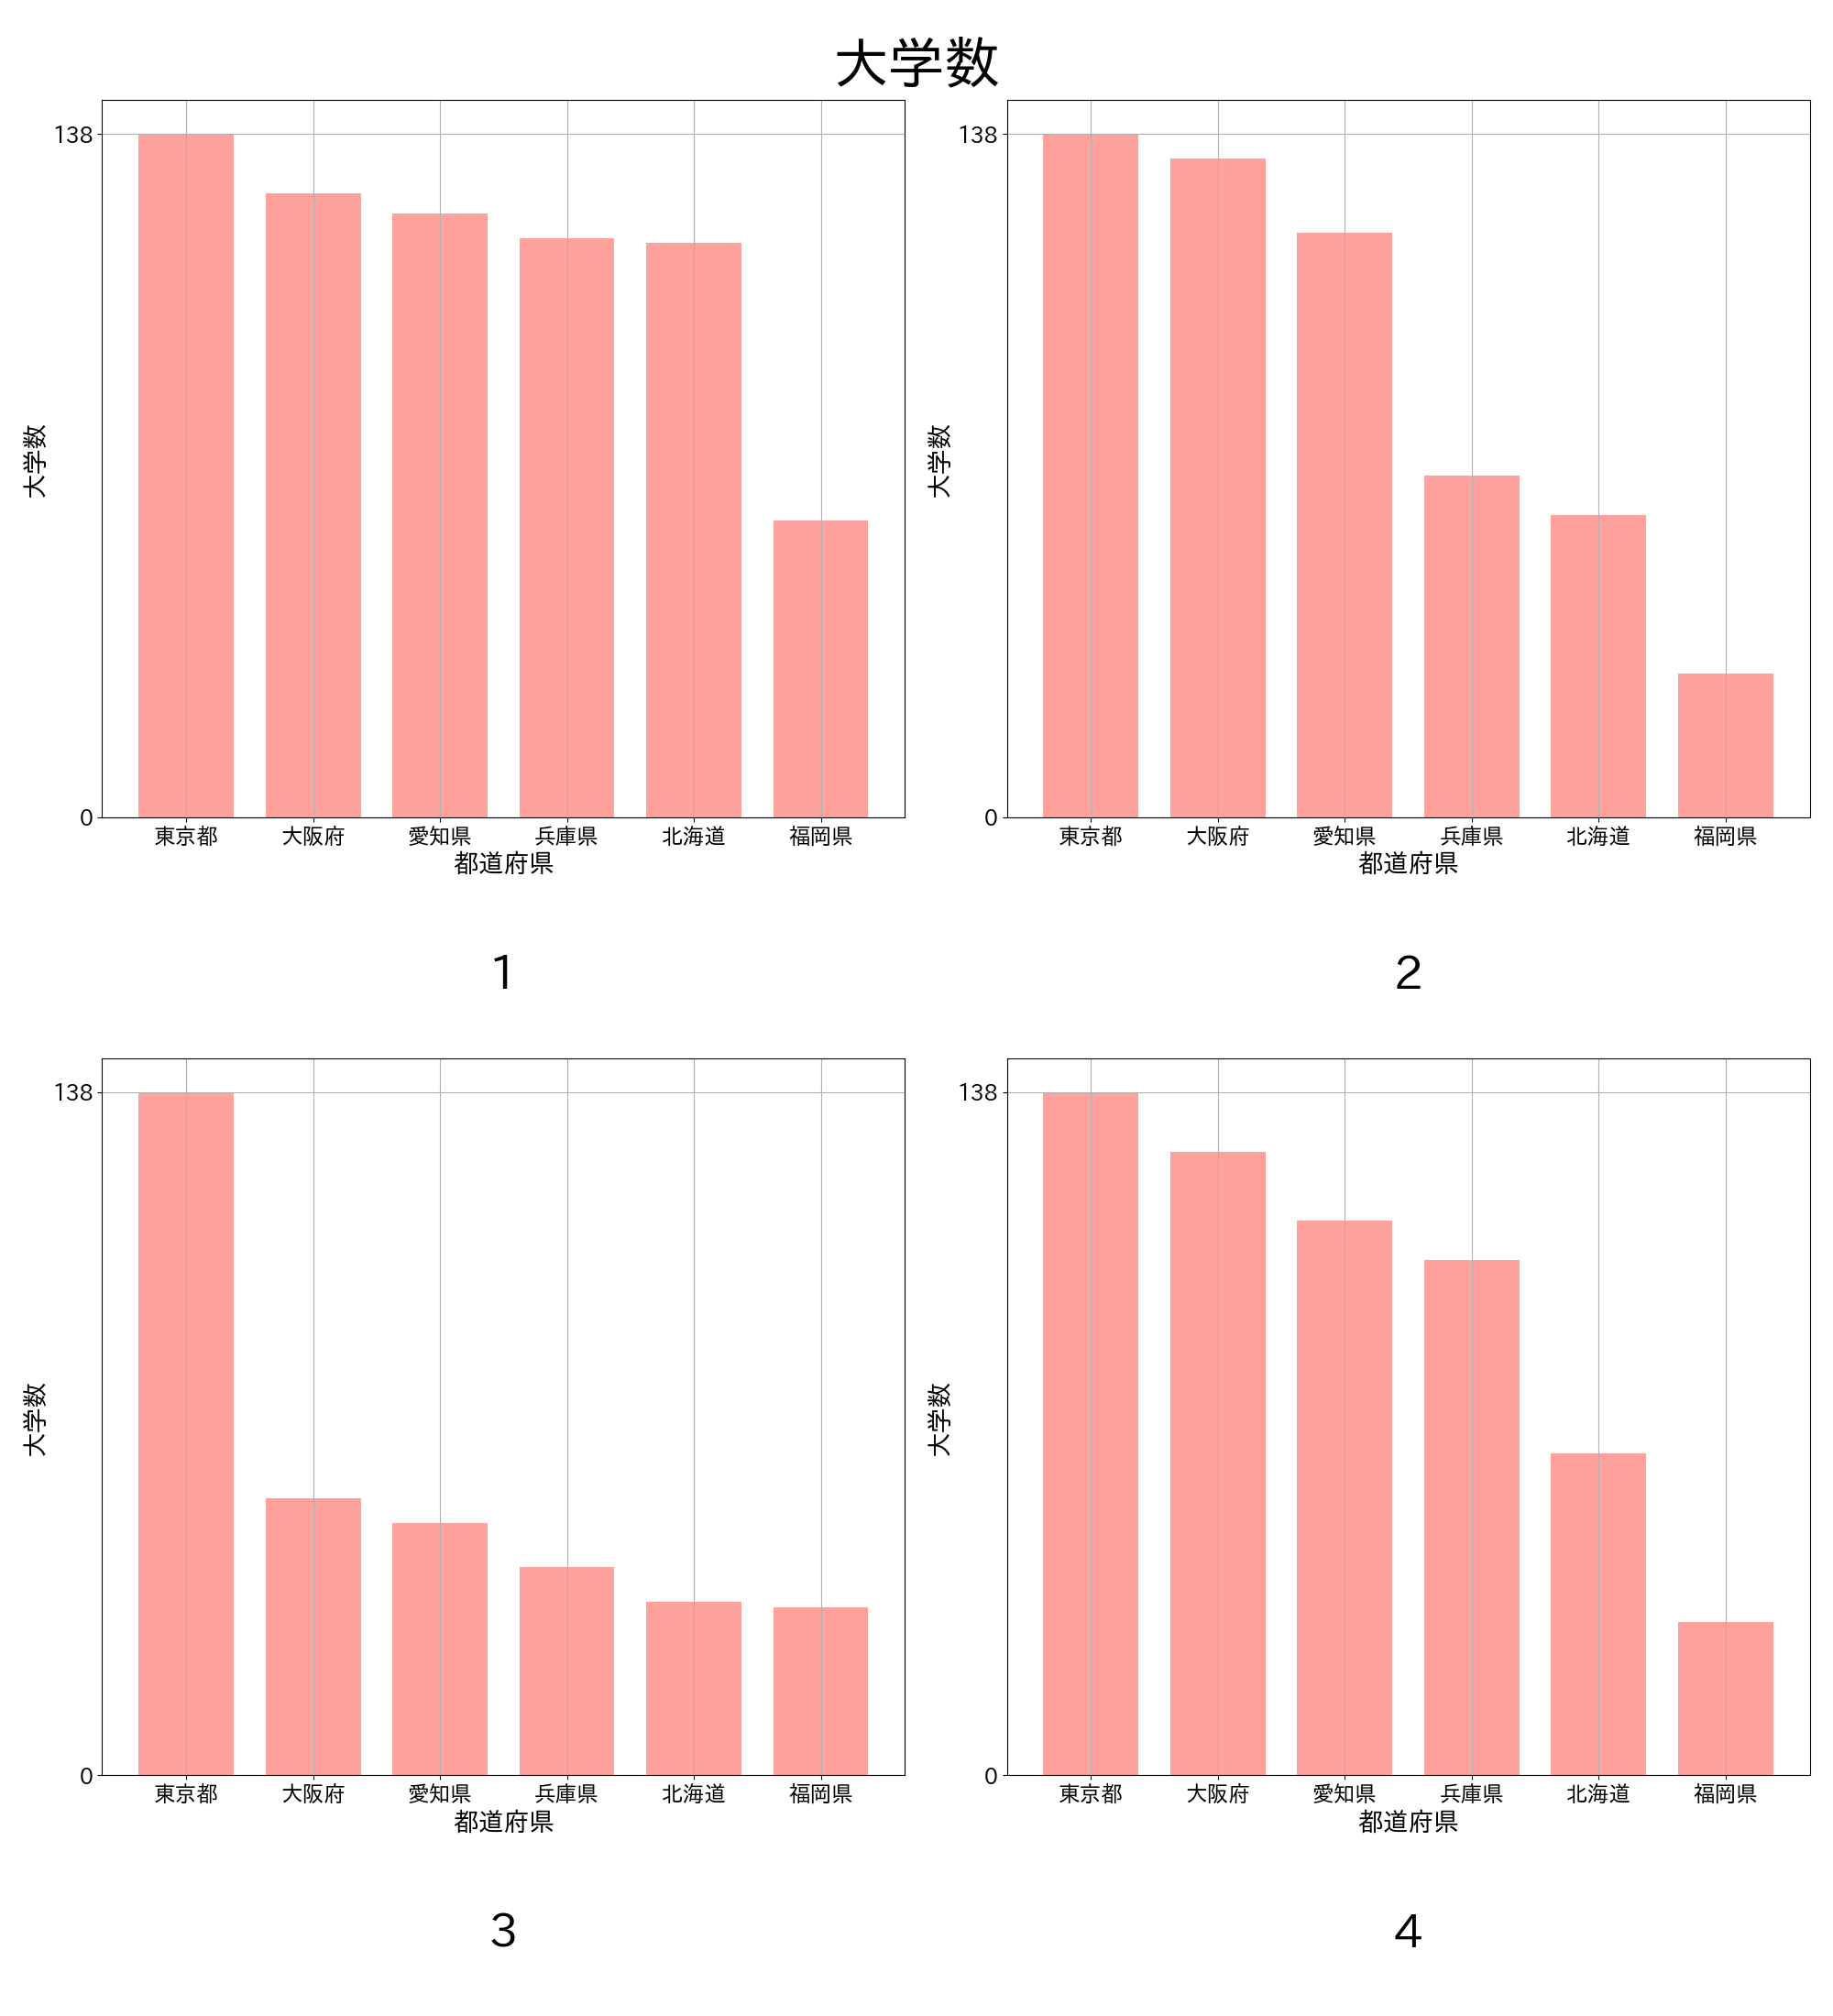 大学数
138
0
大学数
東京都 大阪府 愛知県 兵庫県 北海道 福岡県
都道府県
1
138
0
大学数
東京都 大阪府 愛知県 兵庫県 北海道 福岡県
都道府県
2
138
0
大学数
東京都 大阪府 愛知県 兵庫県 北海道 福岡県
都道府県
3
138
0
大学数
東京都 大阪府 愛知県 兵庫県 北海道 福岡県
都道府県
4